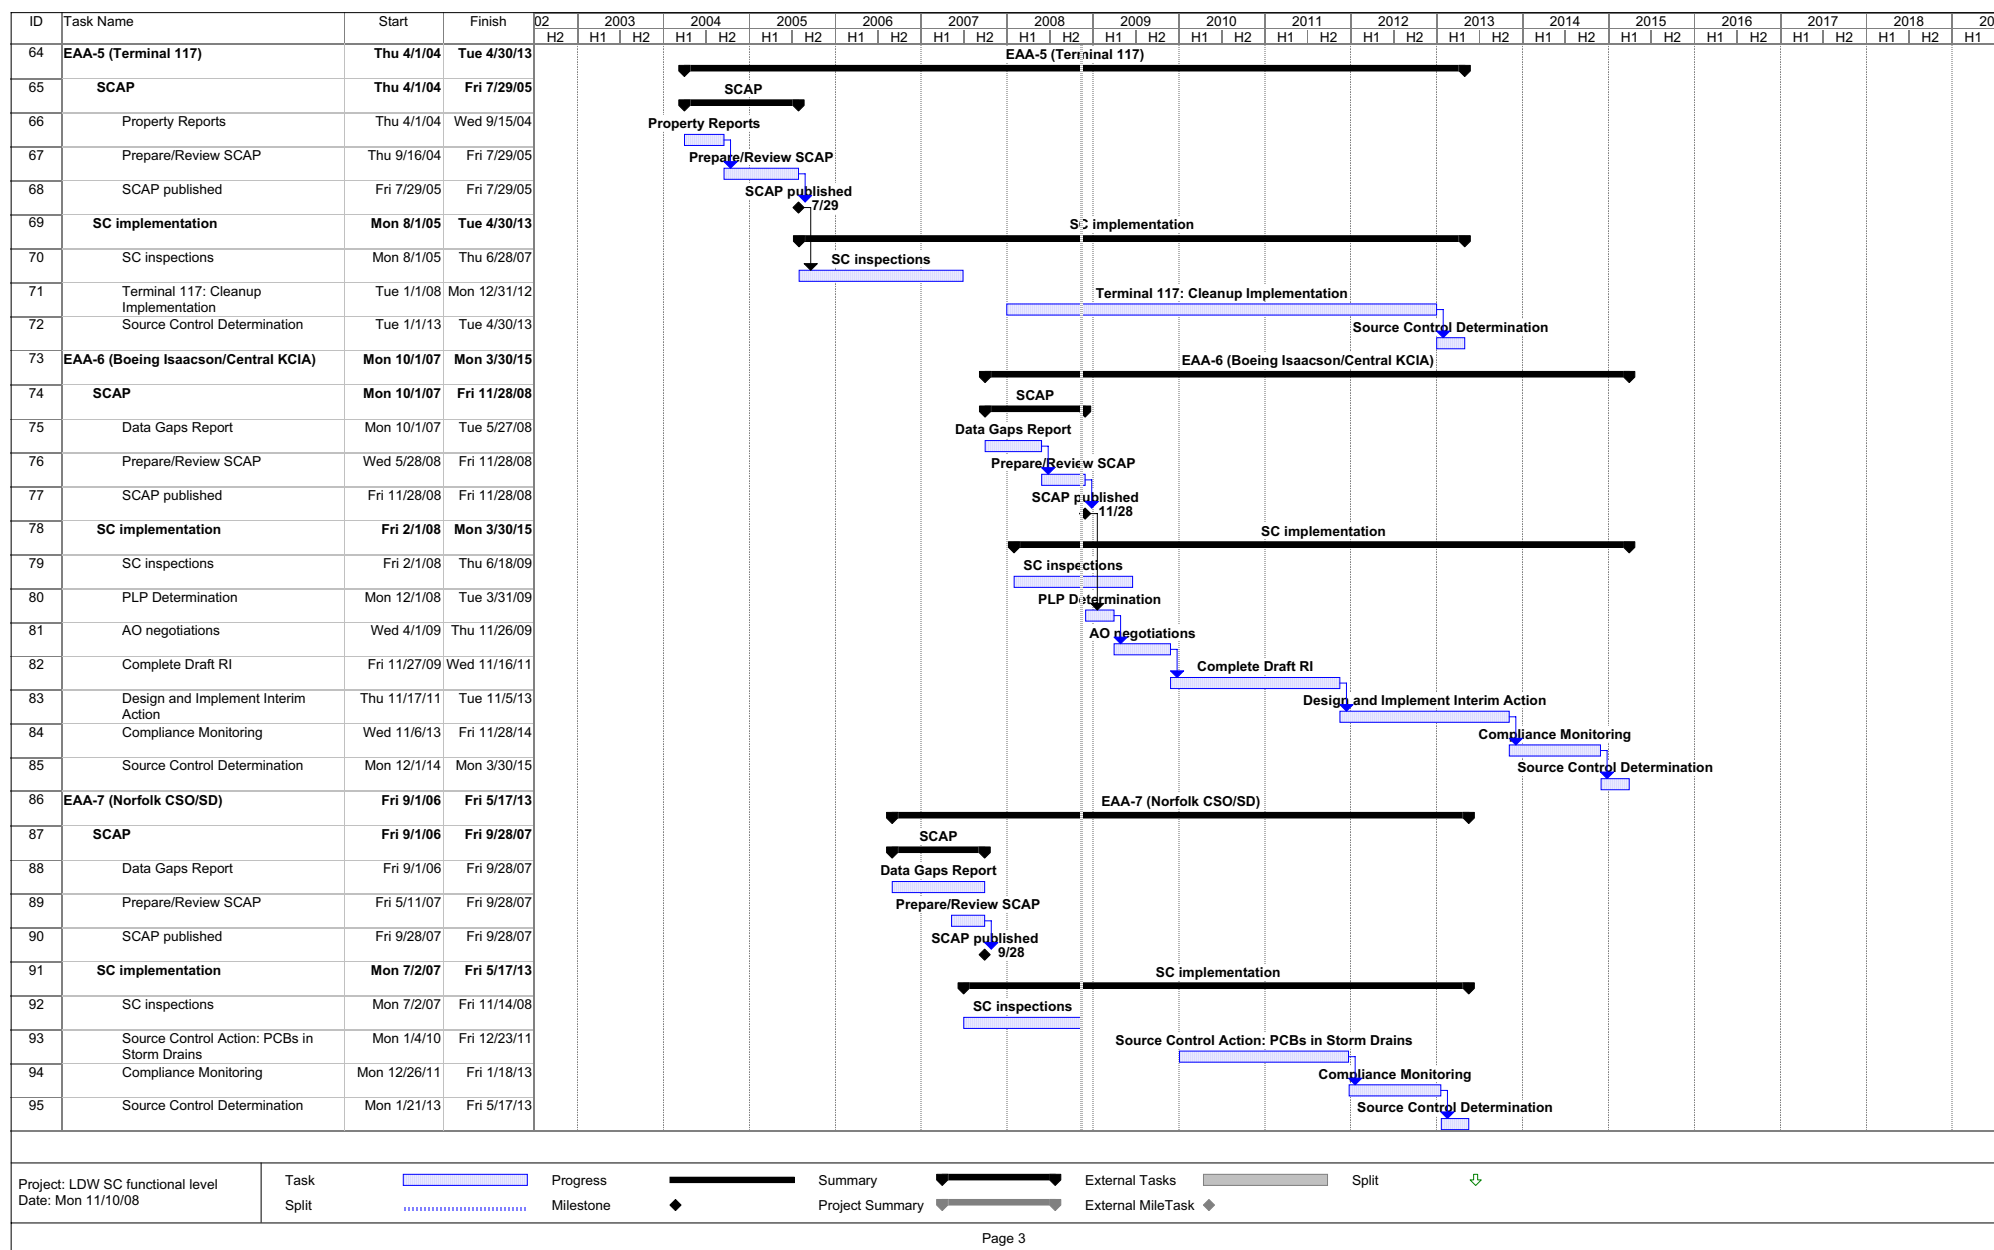 ID Task Name Start Finish 02 2003 2004 2005 2006 2007 2008 2009 2010 2011 2012 2013 2014 2015 2016 2017 2018 20
H2 H1 H2 H1 H2 H1 H2 H1 H2 H1 H2 H1 H2 H1 H2 H1 H2 H1 H2 H1 H2 H1 H2 H1 H2 H1 H2 H1 H2 H1 H2 H1 H2 H1
64 EAA-5 (Terminal 117) Thu 4/1/04 Tue 4/30/13 EAA-5 (Terminal 117)
65 SCAP Thu 4/1/04 Fri 7/29/05 SCAP
66 Property Reports Thu 4/1/04 Wed 9/15/04 Property Reports
67 Prepare/Review SCAP Thu 9/16/04 Fri 7/29/05 Prepare/Review SCAP
68 SCAP published Fri 7/29/05 Fri 7/29/05 SCAP published
7/29
69 SC implementation Mon 8/1/05 Tue 4/30/13 SC implementation
70 SC inspections Mon 8/1/05 Thu 6/28/07 SC inspections
71 Terminal 117: Cleanup Tue 1/1/08 Mon 12/31/12 Terminal 117: Cleanup Implementation
Implementation
72 Source Control Determination Tue 1/1/13 Tue 4/30/13 Source Control Determination
73 EAA-6 (Boeing Isaacson/Central KCIA) Mon 10/1/07 Mon 3/30/15 EAA-6 (Boeing Isaacson/Central KCIA)
74 SCAP Mon 10/1/07 Fri 11/28/08 SCAP
75 Data Gaps Report Mon 10/1/07 Tue 5/27/08 Data Gaps Report
76 Prepare/Review SCAP Wed 5/28/08 Fri 11/28/08 Prepare/Review SCAP
77 SCAP published Fri 11/28/08 Fri 11/28/08 SCAP published
11/28
78 SC implementation Fri 2/1/08 Mon 3/30/15 SC implementation
79 SC inspections Fri 2/1/08 Thu 6/18/09 SC inspections
80 PLP Determination Mon 12/1/08 Tue 3/31/09 PLP Determination
81 AO negotiations Wed 4/1/09 Thu 11/26/09 AO negotiations
82 Complete Draft RI Fri 11/27/09 Wed 11/16/11 Complete Draft RI
83 Design and Implement Interim Thu 11/17/11 Tue 11/5/13 Design and Implement Interim Action
Action
84 Compliance Monitoring Wed 11/6/13 Fri 11/28/14 Compliance Monitoring
85 Source Control Determination Mon 12/1/14 Mon 3/30/15 Source Control Determination
86 EAA-7 (Norfolk CSO/SD) Fri 9/1/06 Fri 5/17/13 EAA-7 (Norfolk CSO/SD)
87 SCAP Fri 9/1/06 Fri 9/28/07 SCAP
88 Data Gaps Report Fri 9/1/06 Fri 9/28/07 Data Gaps Report
89 Prepare/Review SCAP Fri 5/11/07 Fri 9/28/07 Prepare/Review SCAP
90 SCAP published Fri 9/28/07 Fri 9/28/07 SCAP published
9/28
91 SC implementation Mon 7/2/07 Fri 5/17/13 SC implementation
92 SC inspections Mon 7/2/07 Fri 11/14/08 SC inspections
93 Source Control Action: PCBs in Mon 1/4/10 Fri 12/23/11 Source Control Action: PCBs in Storm Drains
Storm Drains
94 Compliance Monitoring Mon 12/26/11 Fri 1/18/13 Compliance Monitoring
95 Source Control Determination Mon 1/21/13 Fri 5/17/13 Source Control Determination
Project: LDW SC functional level
Date: Mon 11/10/08
Task Progress Summary External Tasks Split
Split Milestone Project Summary External MileTask
Page 3